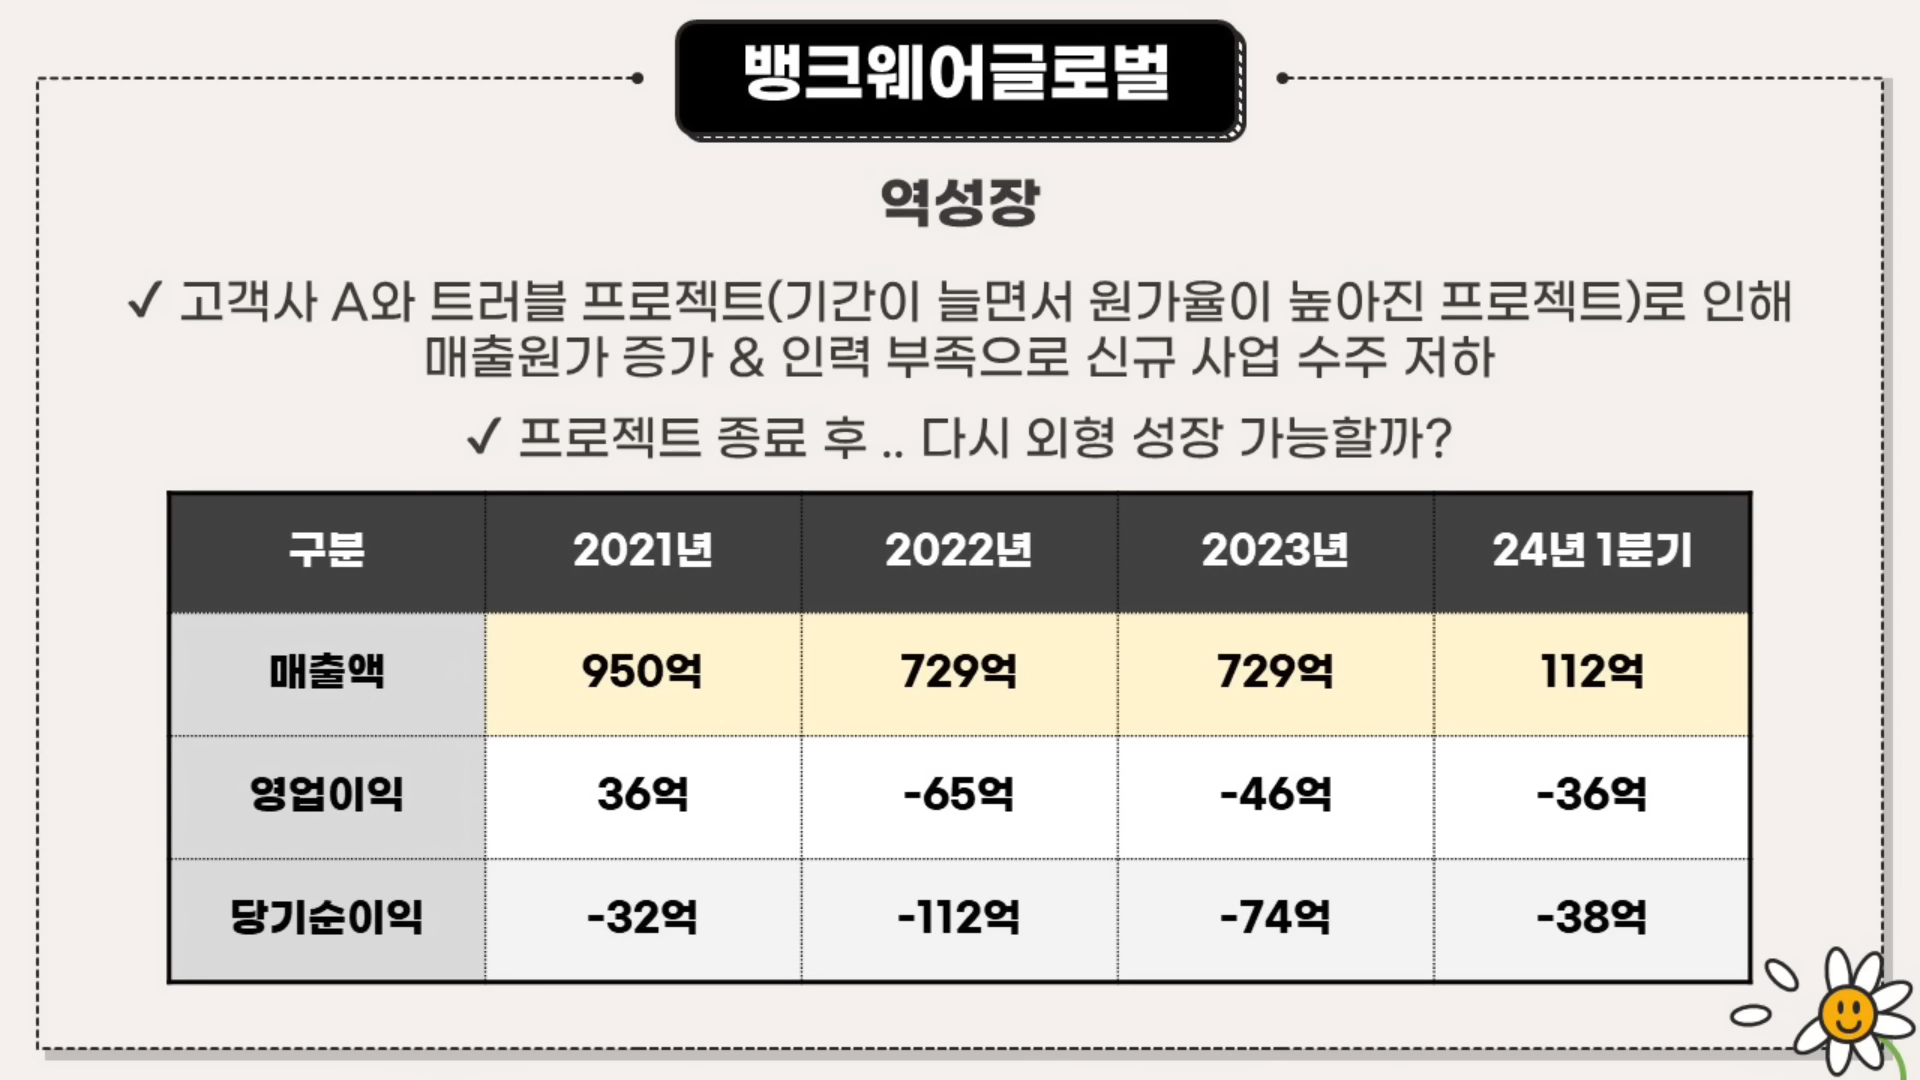 뱅크웨어글로벌
역성장
✓ 고객사 A와 트러블 프로젝트(기간이 늘면서 원가율이 높아진 프로젝트)로 인해
매출원가 증가 & 인력 부족으로 신규 사업 수주 저하
✓ 프로젝트 종료 후 .. 다시 외형 성장 가능할까?
구분 2021년 2022년 2023년 24년 1분기
매출액 950억 729억 729억 112억
영업이익 36억 -65억 -46억 -36억
당기순이익 -32억 -112억 -74억 -38억